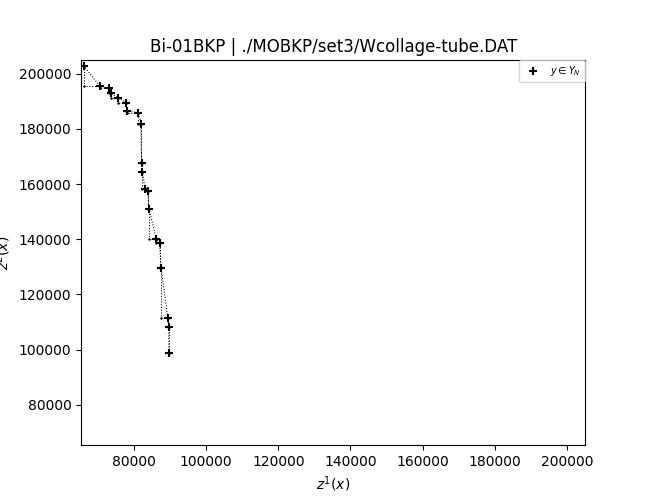 Bi-01BKP | ./MOBKP/set3/Wcollage-tube.DAT
y ∈ Y_N
200000
180000
160000
140000
120000
100000
80000
z²(x)
80000 100000 120000 140000 160000 180000 200000
z¹(x)